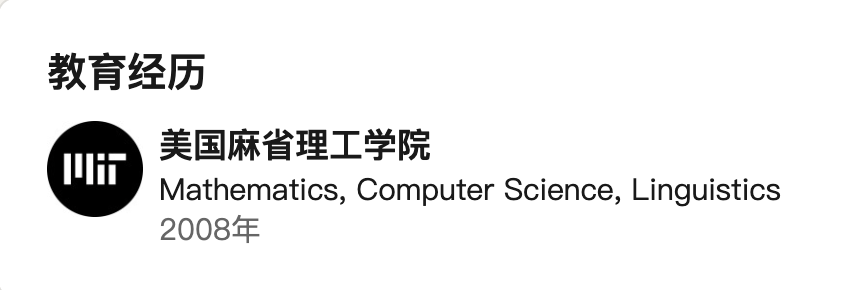 教育经历
美国麻省理工学院
MIT
Mathematics, Computer Science, Linguistics
2008年